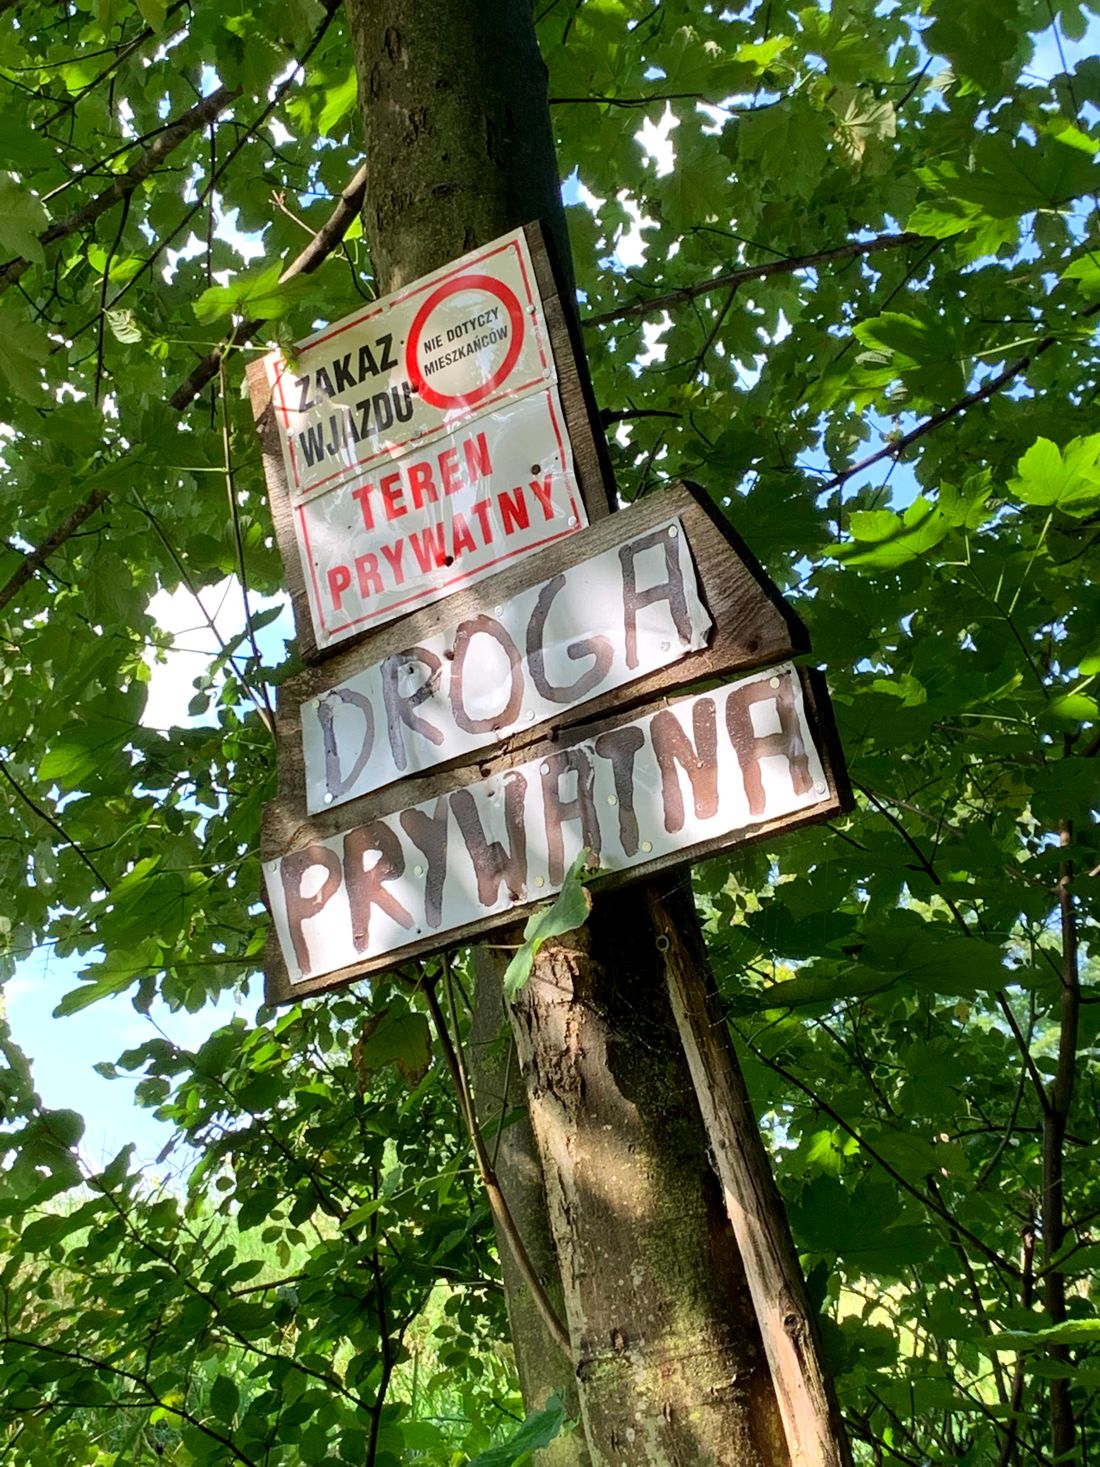 ZAKAZ
WJAZDU
NIE DOTYCZY
MIESZKAŃCÓW
TEREN
PRYWATNY
DROGA
PRYWATNA